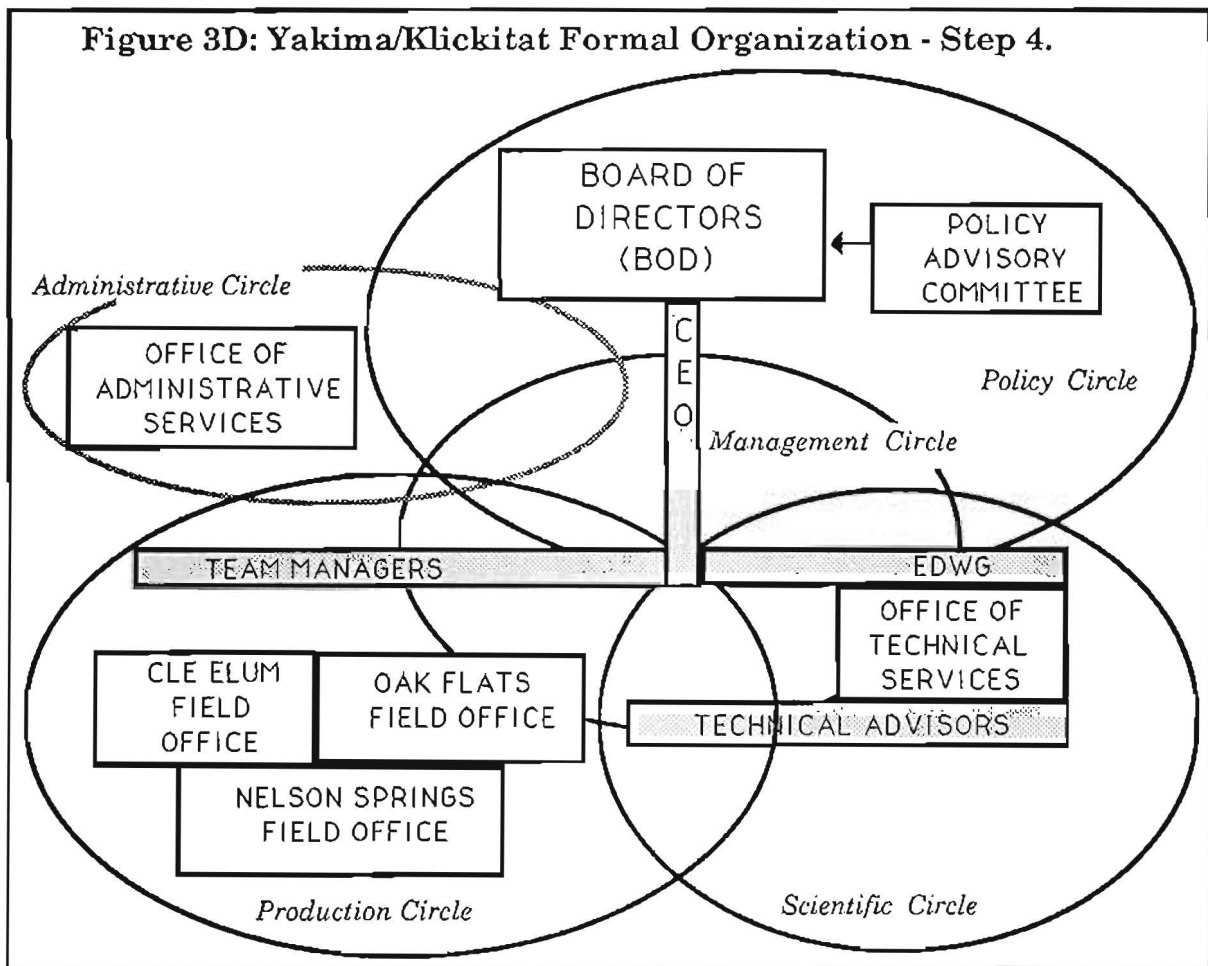 Figure 3D: Yakima/Klickitat Formal Organization - Step 4.
BOARD OF
DIRECTORS
(BOD)
POLICY
ADVISORY
COMMITTEE
Administrative Circle
OFFICE OF
ADMINISTRATIVE
SERVICES
C
E
O
Policy Circle
Management Circle
TEAM MANAGERS
EDWG
OFFICE OF
TECHNICAL
SERVICES
CLE ELUM
FIELD
OFFICE
OAK FLATS
FIELD OFFICE
TECHNICAL ADVISORS
NELSON SPRINGS
FIELD OFFICE
Production Circle
Scientific Circle